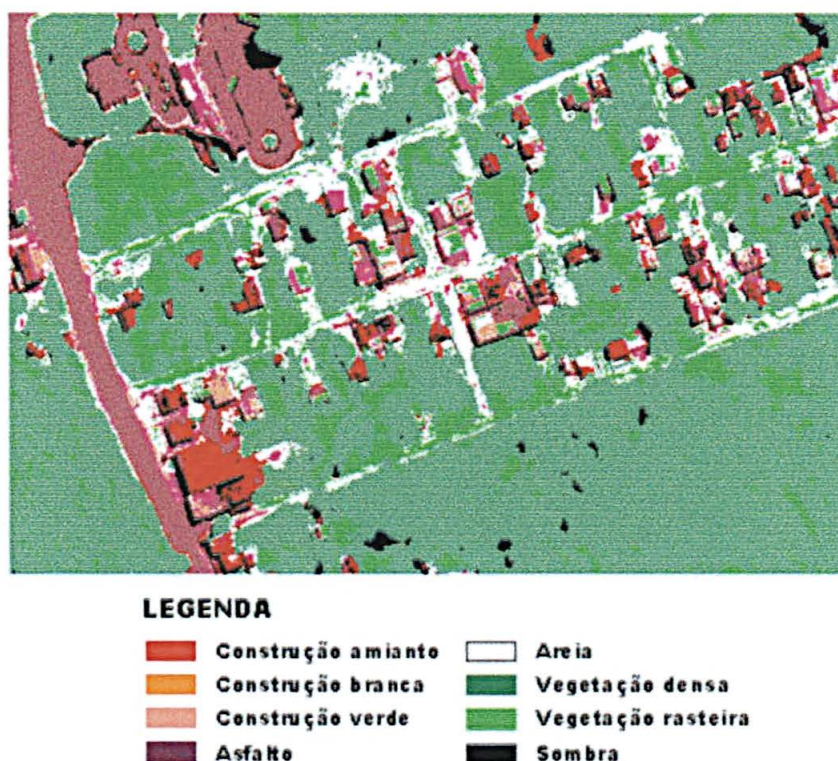 LEGENDA
Construção amianto
Construção branca
Construção verde
Asfalto
Areia
Vegetação densa
Vegetação rasteira
Sombra